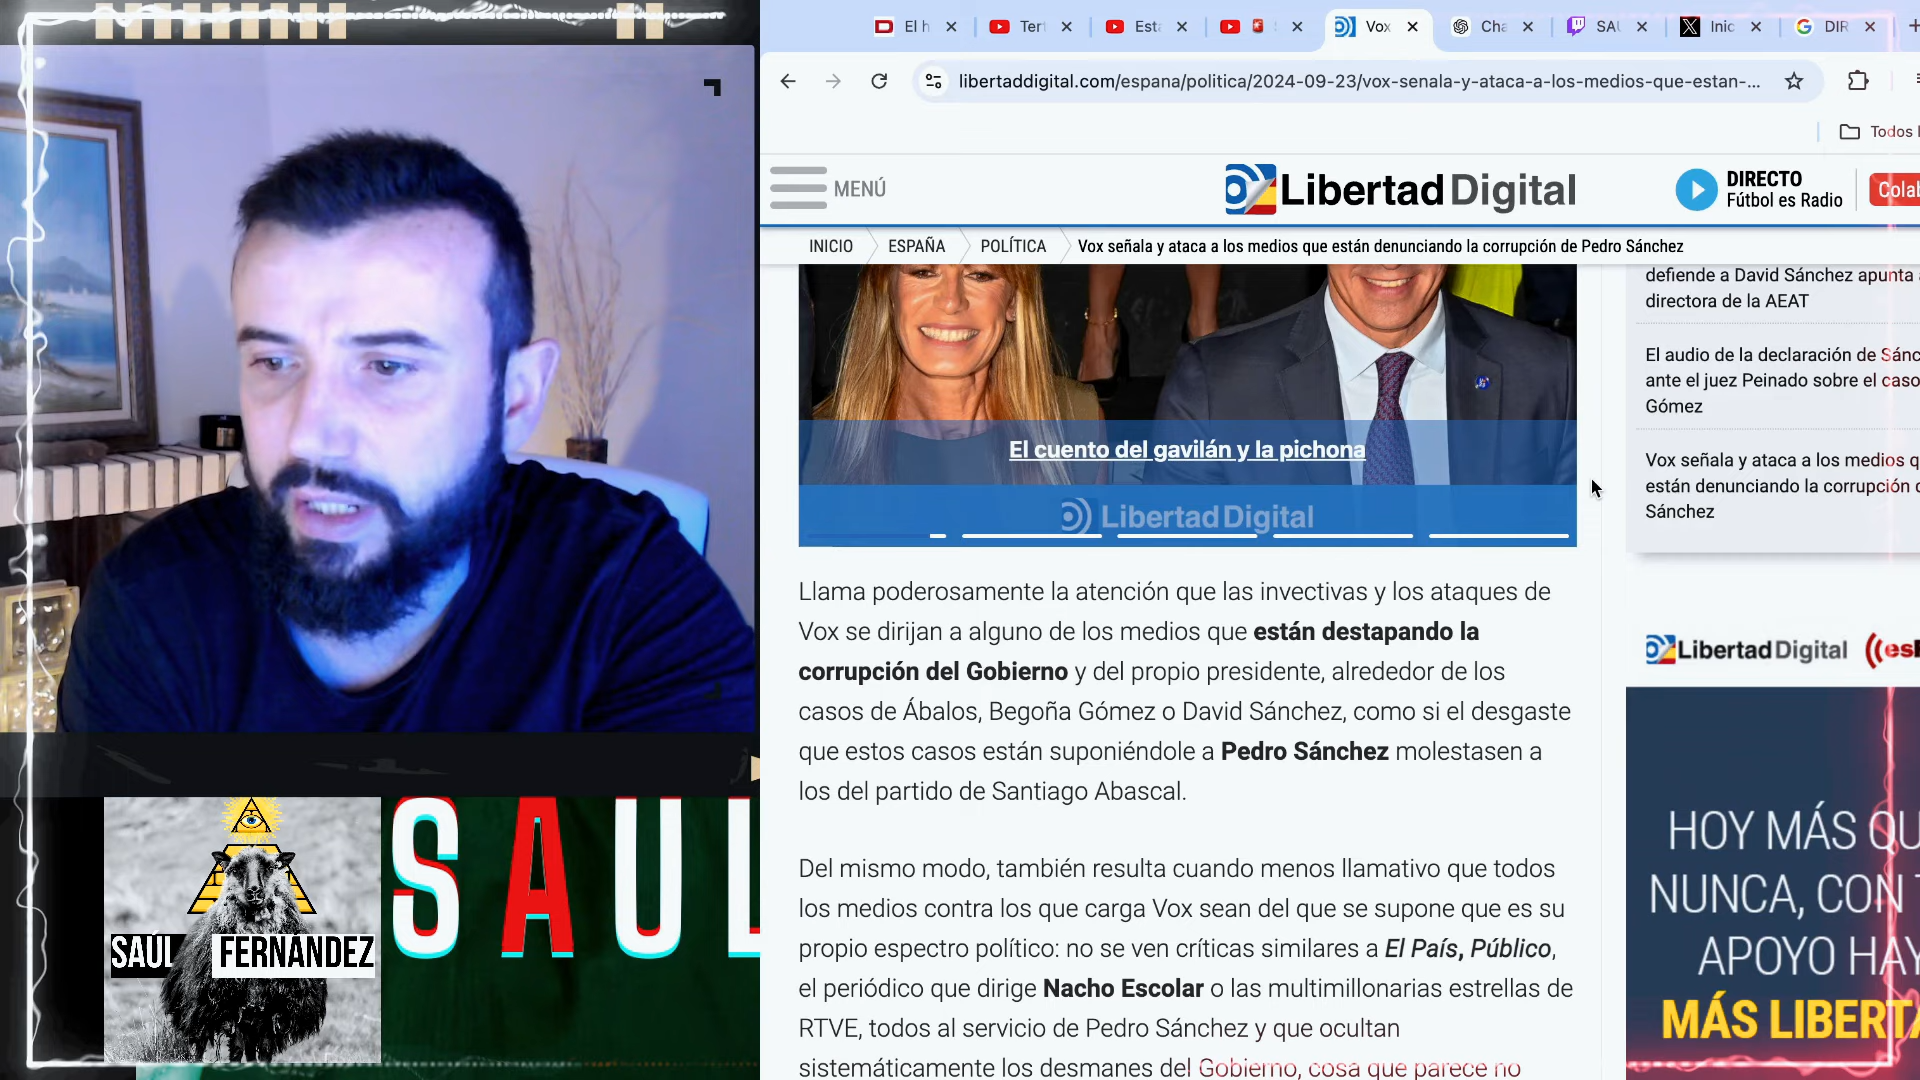 El h
Ter
Est
Vox
Cha
SAU
Inic
DIR
libertaddigital.com/espana/politica/2024-09-23/vox-senala-y-ataca-a-los-medios-que-estan-...
Todos l
MENÚ
Libertad Digital
DIRECTO
Fútbol es Radio
Colab
INICIO
ESPAÑA
POLÍTICA
Vox señala y ataca a los medios que están denunciando la corrupción de Pedro Sánchez
El cuento del gavilán y la pichona
Libertad Digital
Llama poderosamente la atención que las invectivas y los ataques de
Vox se dirijan a alguno de los medios que están destapando la
corrupción del Gobierno y del propio presidente, alrededor de los
casos de Ábalos, Begoña Gómez o David Sánchez, como si el desgaste
que estos casos están suponiéndole a Pedro Sánchez molestasen a
los del partido de Santiago Abascal.
Del mismo modo, también resulta cuando menos llamativo que todos
los medios contra los que carga Vox sean del que se supone que es su
propio espectro político: no se ven críticas similares a El País, Público,
el periódico que dirige Nacho Escolar o las multimillonarias estrellas de
RTVE, todos al servicio de Pedro Sánchez y que ocultan
sistemáticamente los desmanes del Gobierno, cosa que parece no
defiende a David Sánchez apunta a
directora de la AEAT
El audio de la declaración de Sánc
ante el juez Peinado sobre el caso
Gómez
Vox señala y ataca a los medios q
están denunciando la corrupción d
Sánchez
Libertad Digital
esR
HOY MÁS QU
NUNCA, CON T
APOYO HAY
MÁS LIBERTA
SAÚL FERNÁNDEZ
SAUL